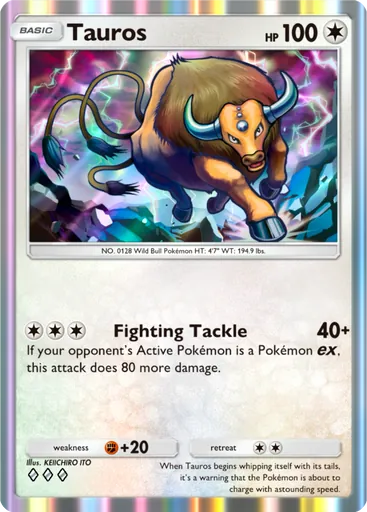 BASIC Tauros HP 100
NO. 0128 Wild Bull Pokémon HT: 4'7" WT: 194.9 lbs.
Fighting Tackle 40+
If your opponent's Active Pokémon is a Pokémon ex,
this attack does 80 more damage.
weakness +20 retreat
Illus. KEIICHIRO ITO
When Tauros begins whipping itself with its tails,
it's a warning that the Pokémon is about to
charge with astounding speed.